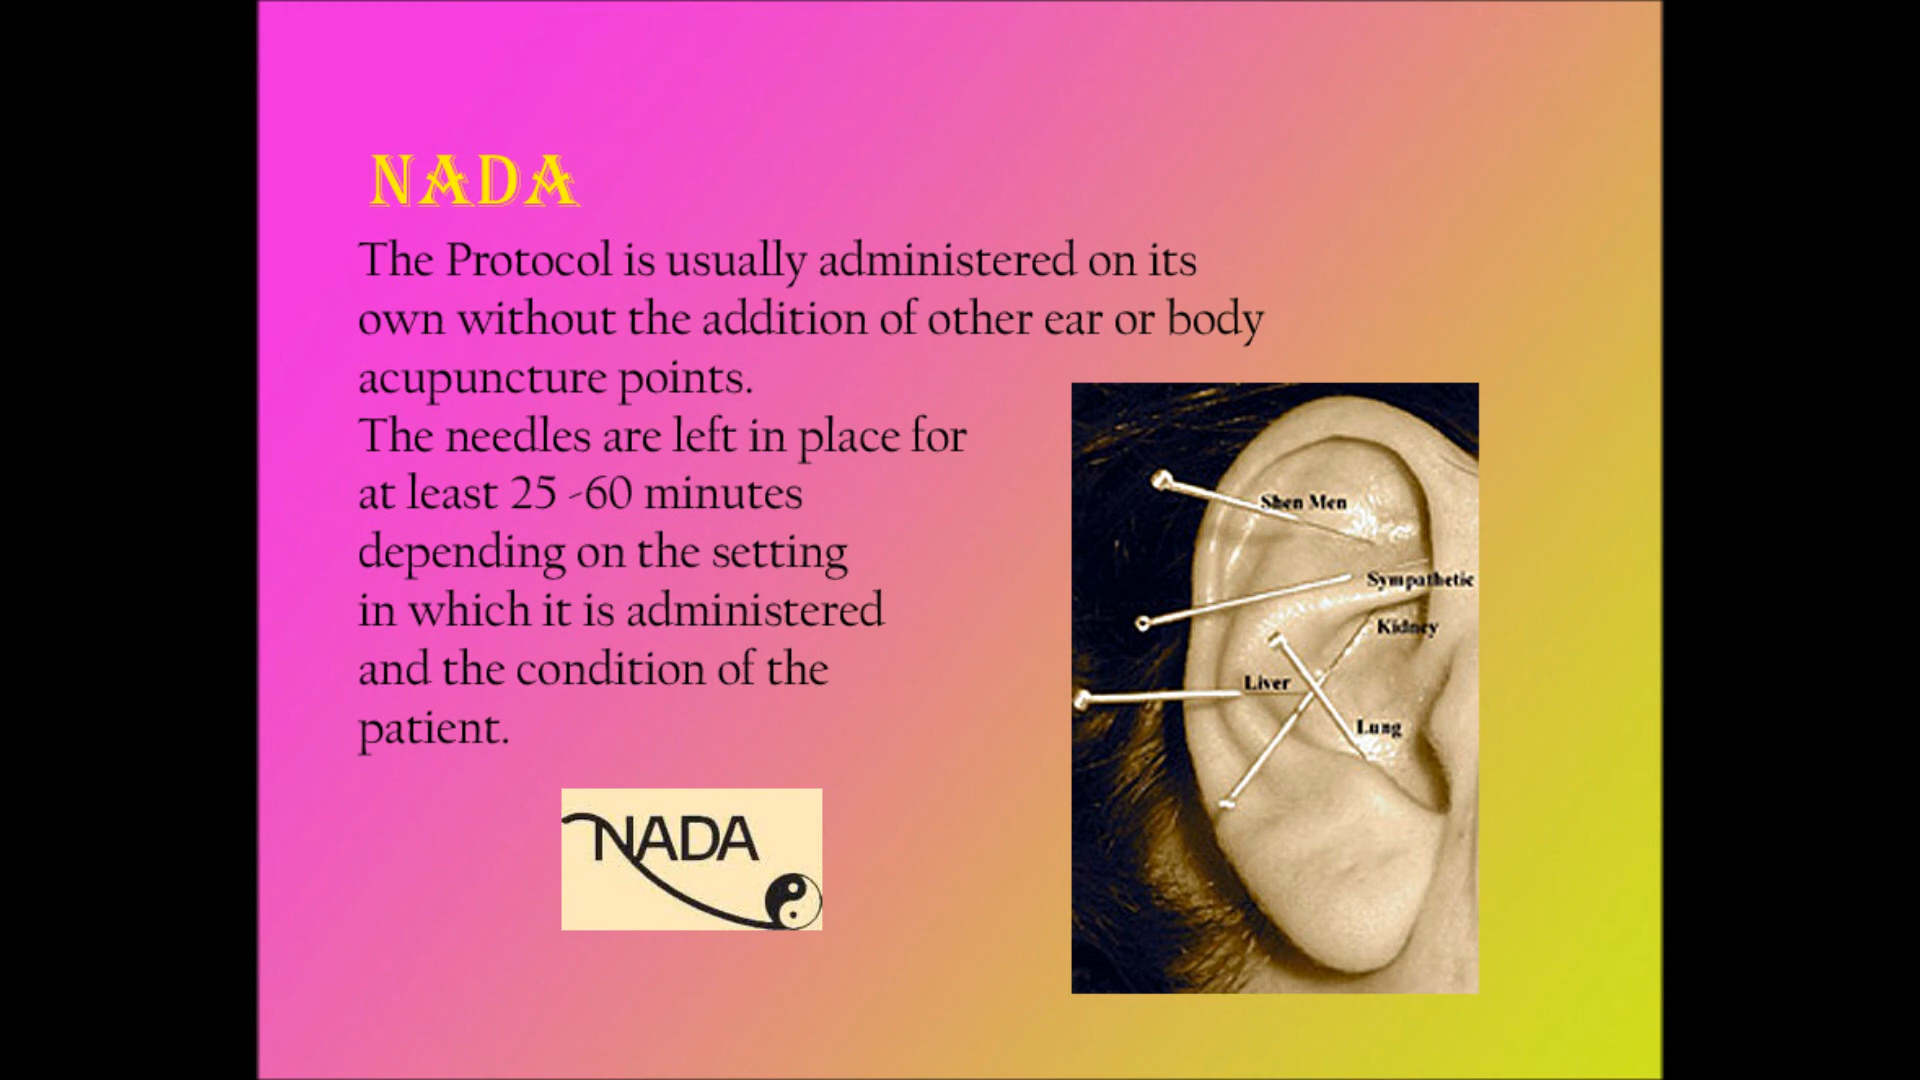 NADA
The Protocol is usually administered on its
own without the addition of other ear or body
acupuncture points.
The needles are left in place for
at least 25 -60 minutes
depending on the setting
in which it is administered
and the condition of the
patient.
Shen Men
Sympathetic
Kidney
Liver
Lung
NADA